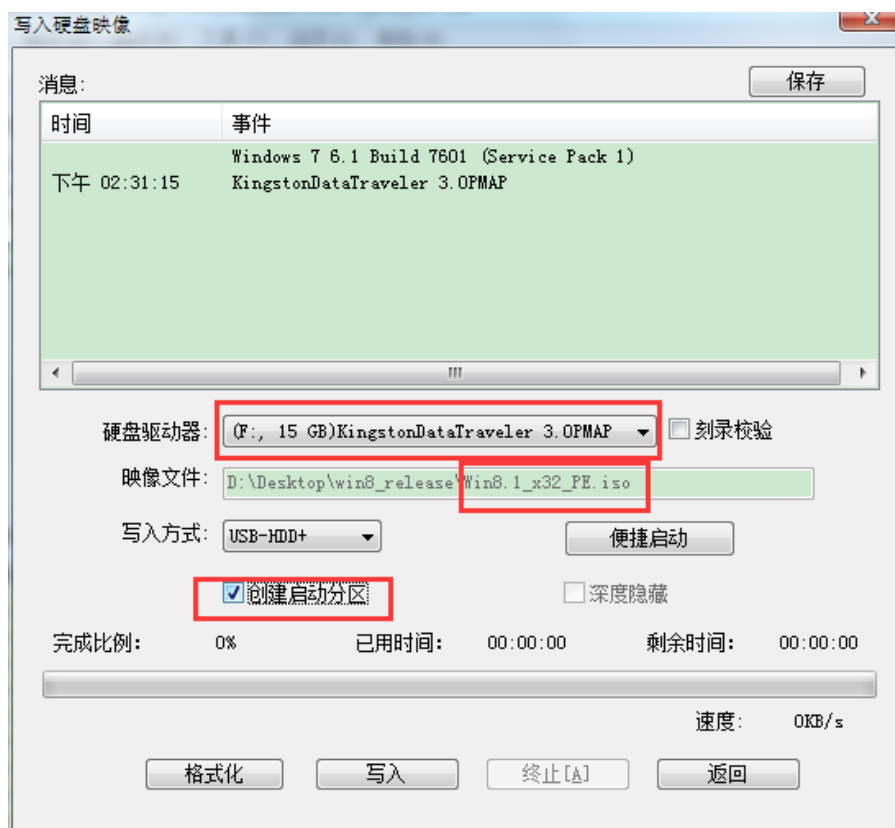 写入硬盘映像
消息:
保存
时间 事件
Windows 7 6.1 Build 7601 (Service Pack 1)
下午 02:31:15 KingstonDataTraveler 3.0PMAP
硬盘驱动器: (F:, 15 GB)KingstonDataTraveler 3.0PMAP 刻录校验
映像文件: D:\Desktop\win8_release\Win8.1_x32_PE.iso
写入方式: USB-HDD+ 便捷启动
创建启动分区 深度隐藏
完成比例: 0% 已用时间: 00:00:00 剩余时间: 00:00:00
速度: 0KB/s
格式化 写入 终止[A] 返回